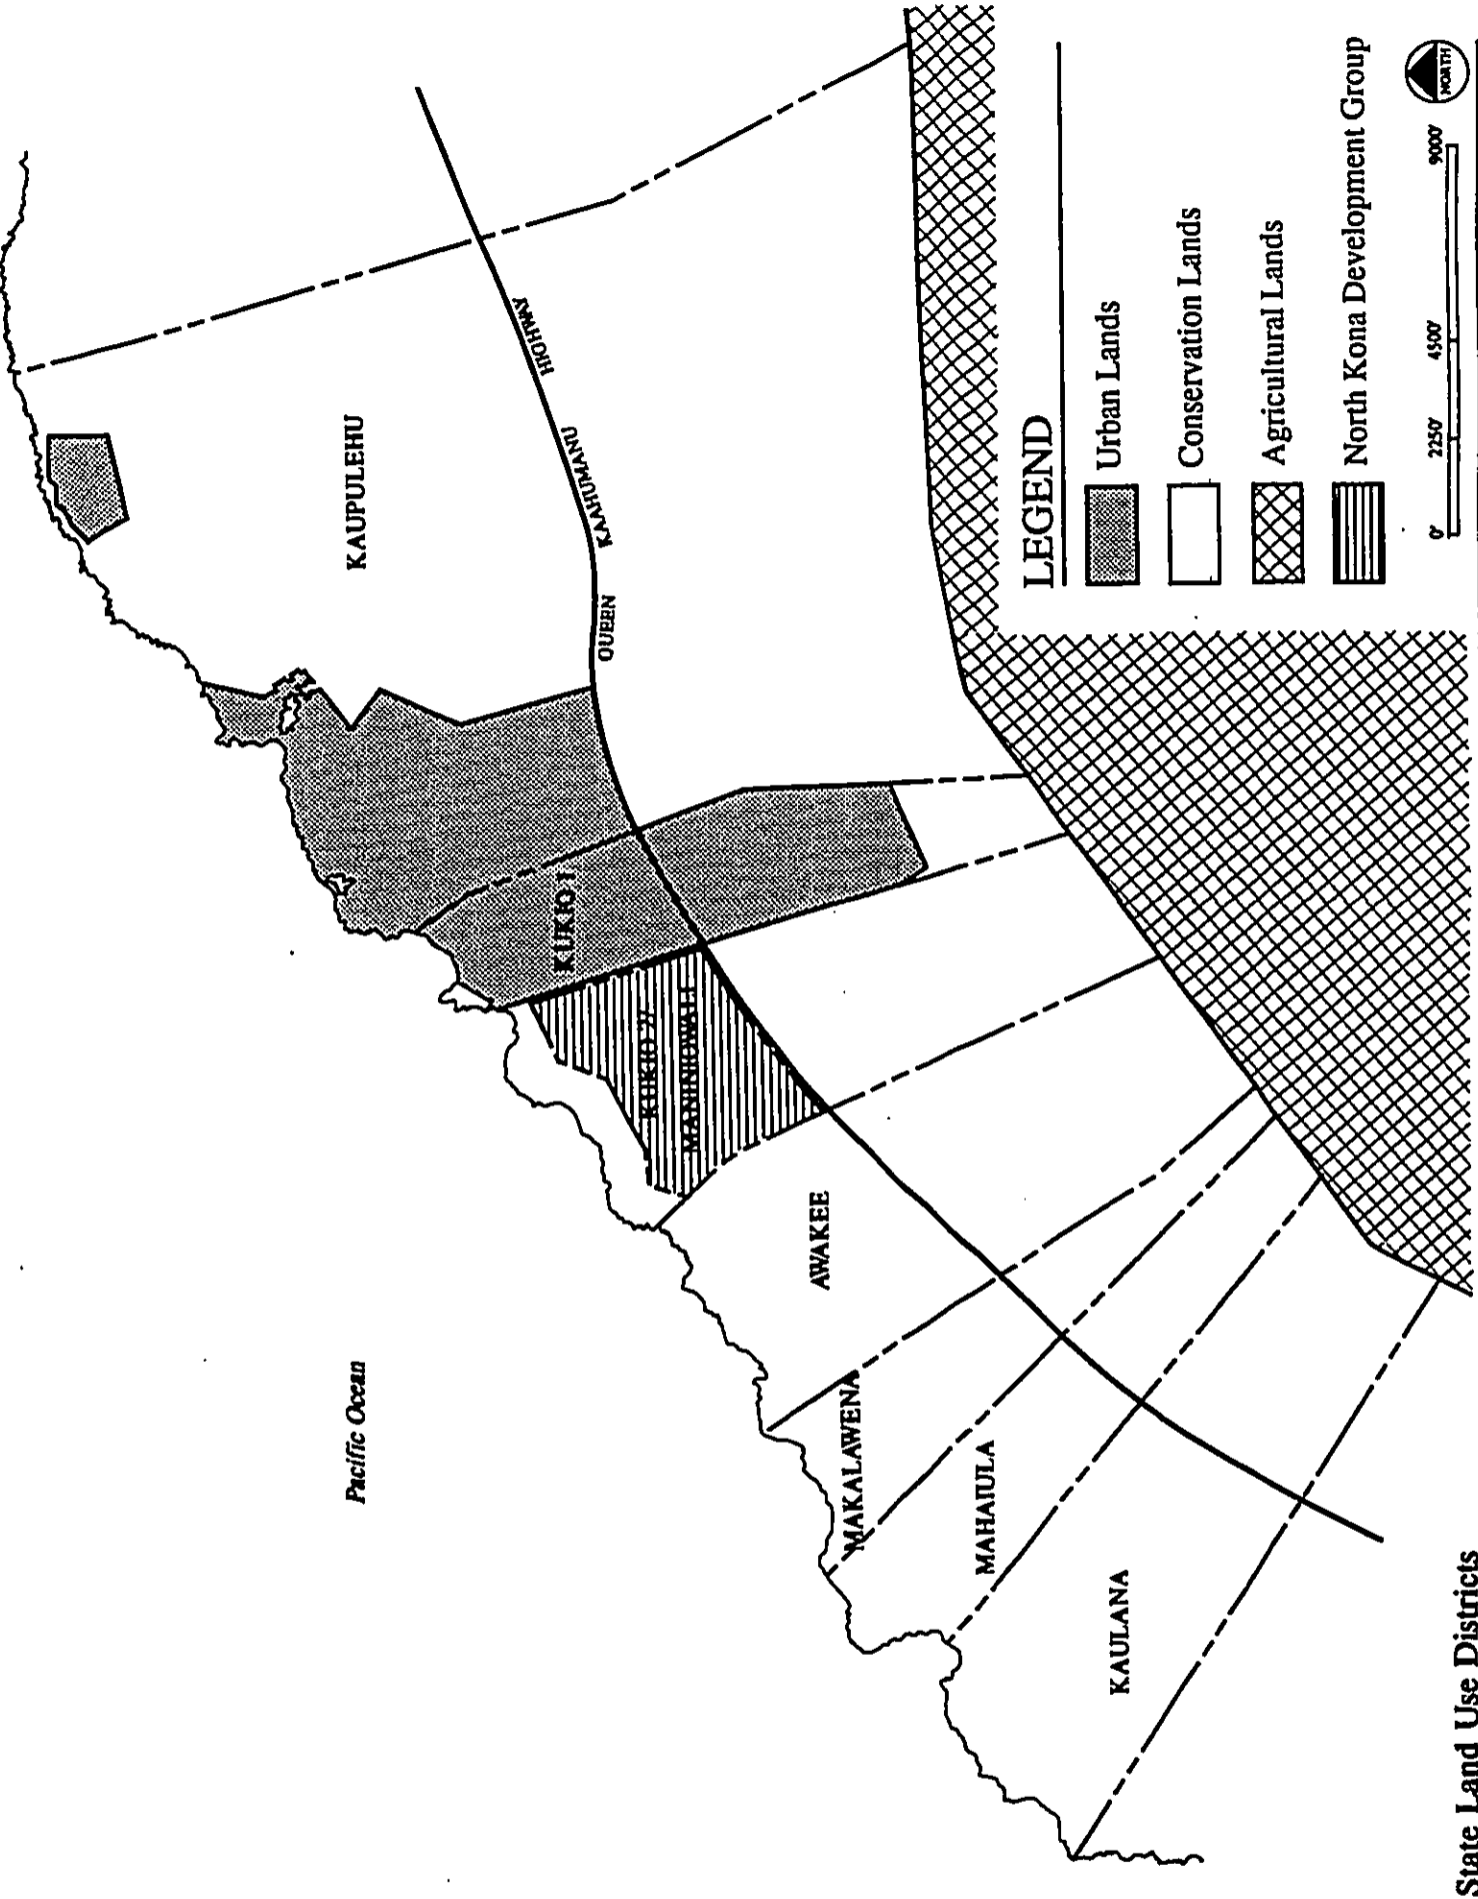 Pacific Ocean
KAUPULEHU
QUEEN KAAHUMANU HIGHWAY
KUKIO I
KUKIO 2/
MANINIOWALI
AWAKEE
MAKALAWENA
MAHAIULA
KAULANA
LEGEND
Urban Lands
Conservation Lands
Agricultural Lands
North Kona Development Group
0' 2250' 4500' 9000'
NORTH
State Land Use Districts